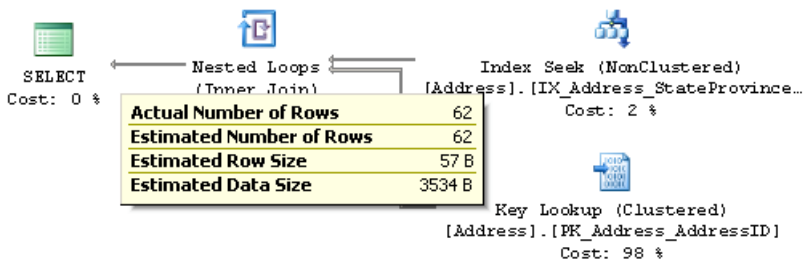 SELECT
Cost: 0 %
Nested Loops
(Inner Join)
Index Seek (NonClustered)
[Address].[IX_Address_StateProvince…
Cost: 2 %
Actual Number of Rows 62
Estimated Number of Rows 62
Estimated Row Size 57 B
Estimated Data Size 3534 B
Key Lookup (Clustered)
[Address].[PK_Address_AddressID]
Cost: 98 %